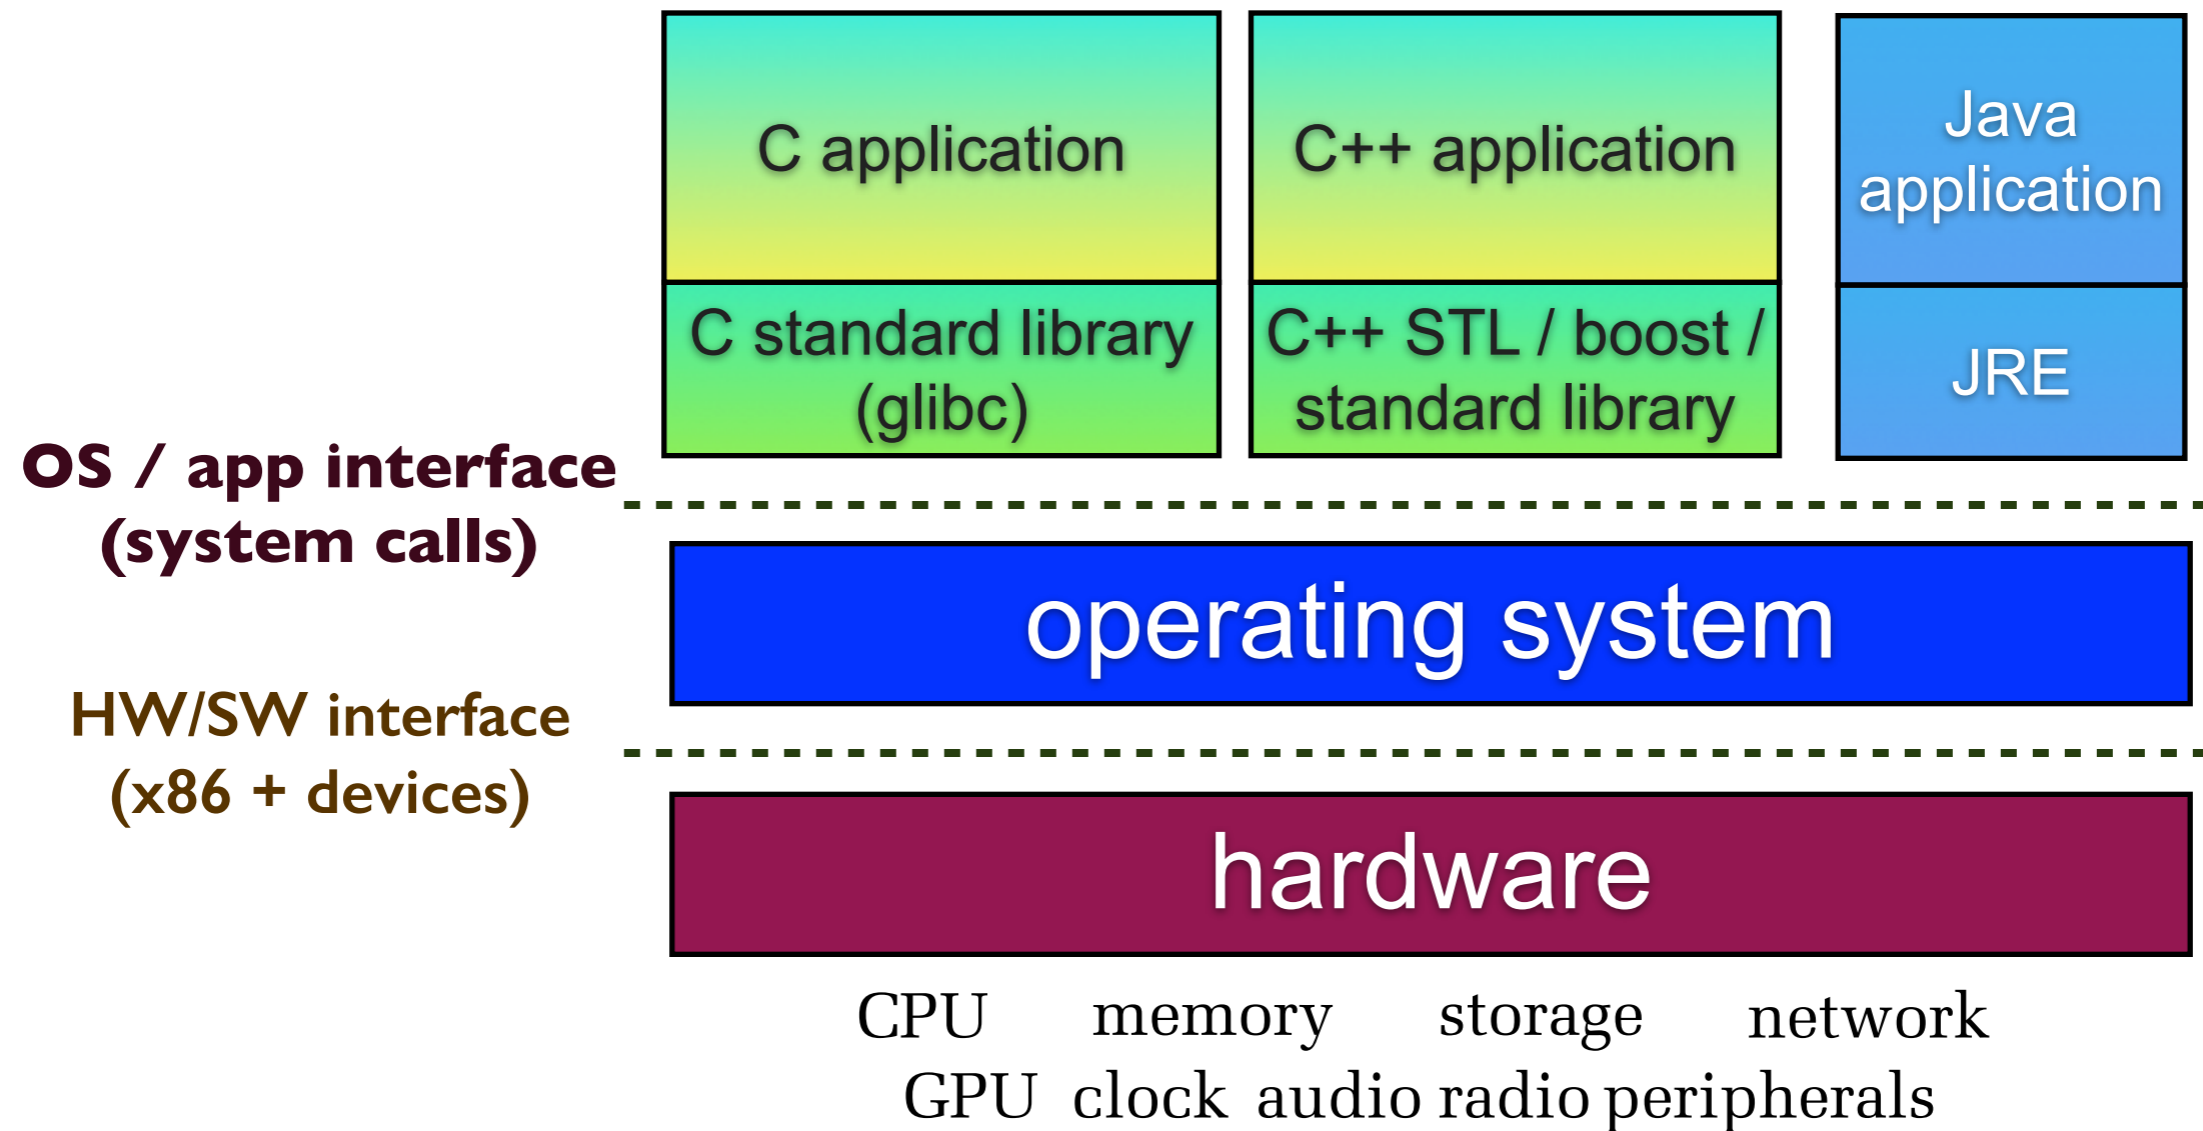 C application
C++ application
Java
application
C standard library
(glibc)
C++ STL / boost /
standard library
JRE
OS / app interface
(system calls)
operating system
HW/SW interface
(x86 + devices)
hardware
CPU memory storage network
GPU clock audio radio peripherals